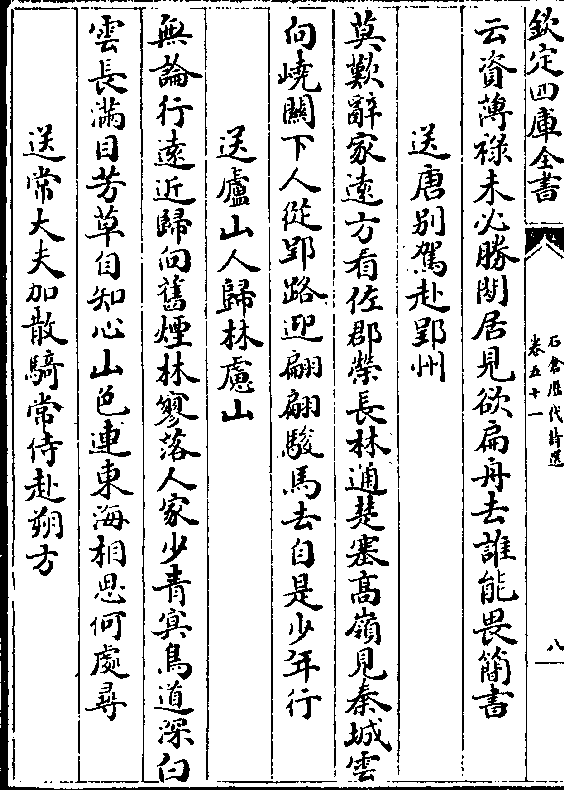 欽定四庫全書
石倉歷代詩選
卷五十一
八
云資薄祿未必勝閒居見欲扁舟去誰能畏簡書
送唐別駕赴郢州
莫歎辭家遠方看佐郡榮長林通楚塞高嶺見秦城雲
向嶢關下人從郢路迎翩翩駿馬去自是少年行
送盧山人歸林慮山
無論行遠近歸向舊煙林寥落人家少青冥鳥道深白
雲長滿目芳草自知心山色連東海相思何處尋
送常大夫加散騎常侍赴朔方